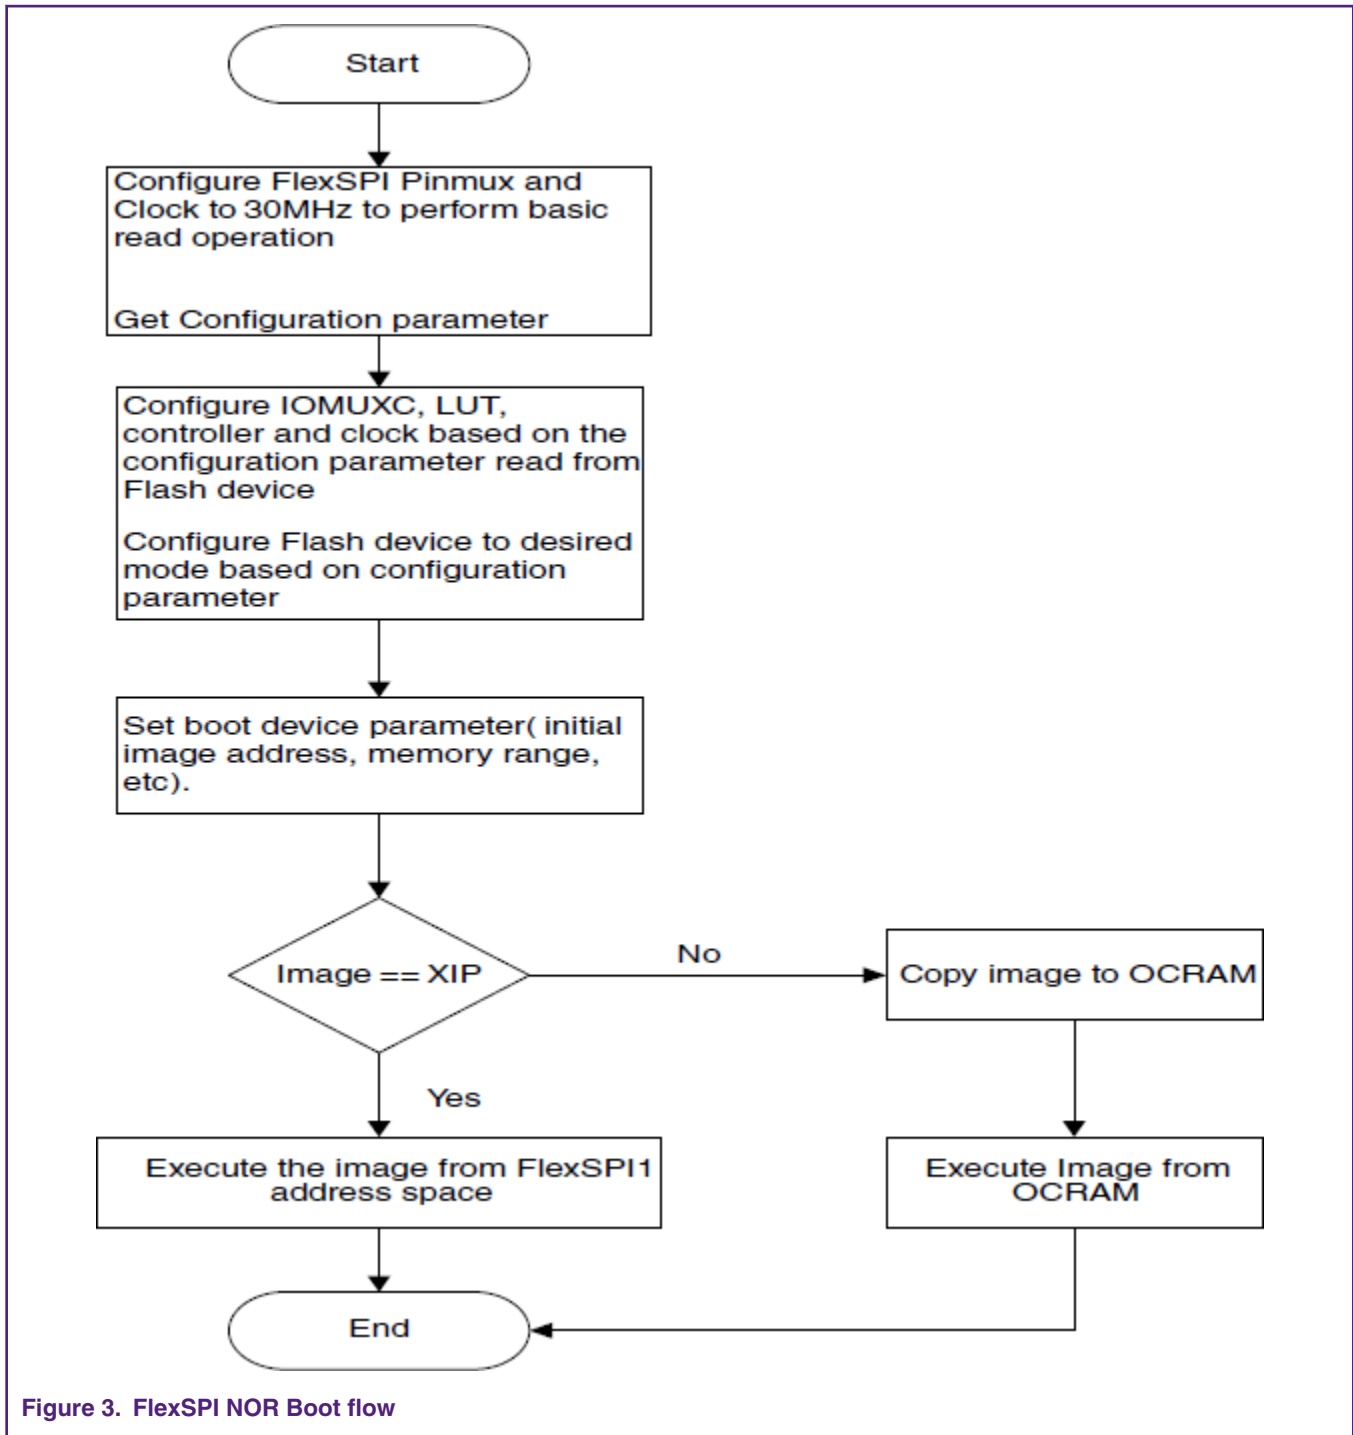 Start
Configure FlexSPI Pinmux and
Clock to 30MHz to perform basic
read operation
Get Configuration parameter
Configure IOMUXC, LUT,
controller and clock based on the
configuration parameter read from
Flash device
Configure Flash device to desired
mode based on configuration
parameter
Set boot device parameter( initial
image address, memory range,
etc).
Image == XIP
No
Copy image to OCRAM
Yes
Execute the image from FlexSPI1
address space
Execute Image from
OCRAM
End
Figure 3. FlexSPI NOR Boot flow